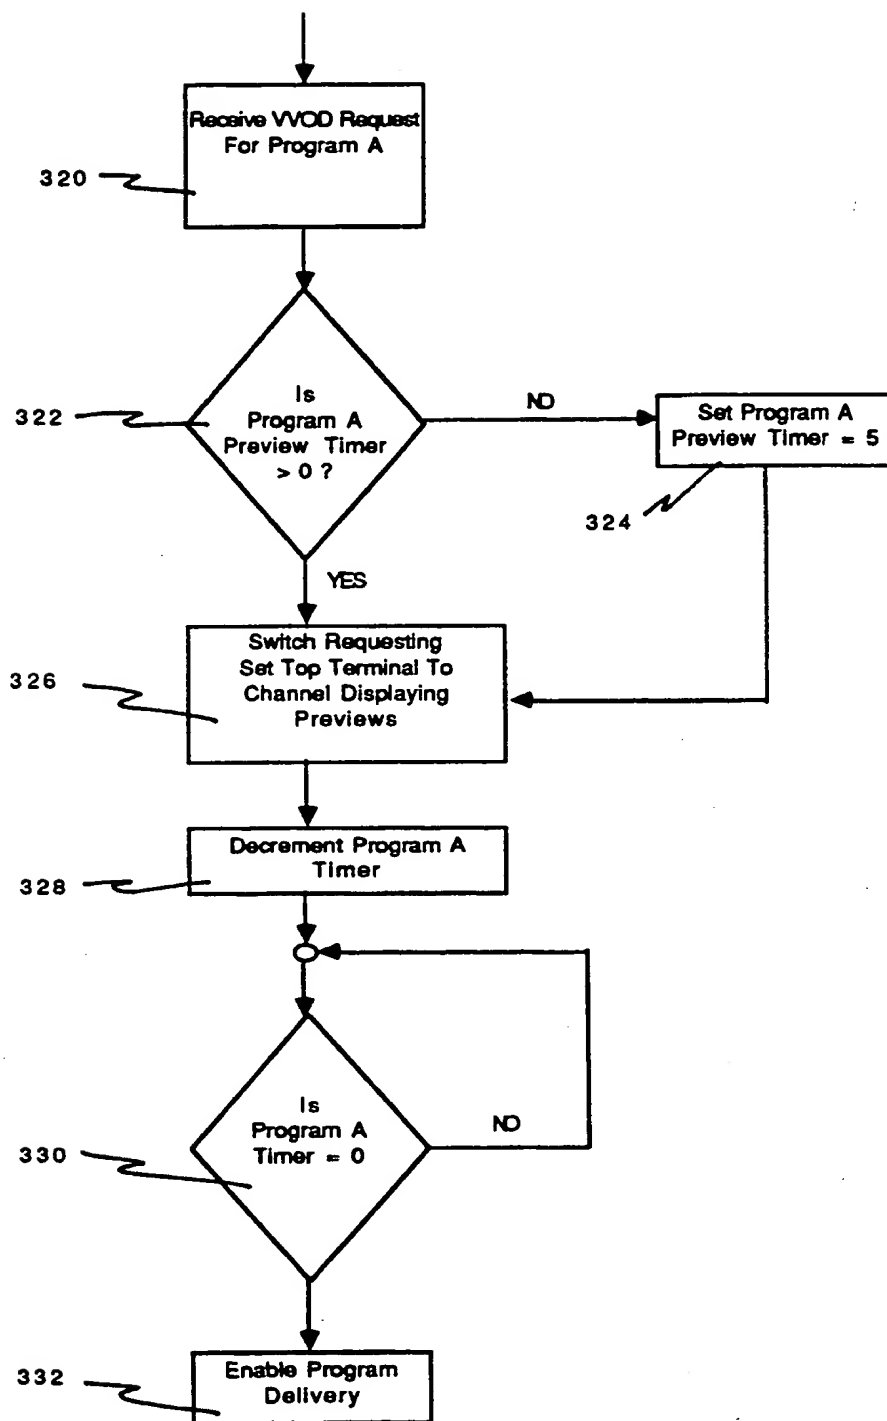 Receive VVOD Request
For Program A
320
Is
Program A
Preview Timer
> 0 ?
322
NO
Set Program A
Preview Timer = 5
324
YES
Switch Requesting
Set Top Terminal To
Channel Displaying
Previews
326
Decrement Program A
Timer
328
Is
Program A
Timer = 0
NO
330
Enable Program
Delivery
332